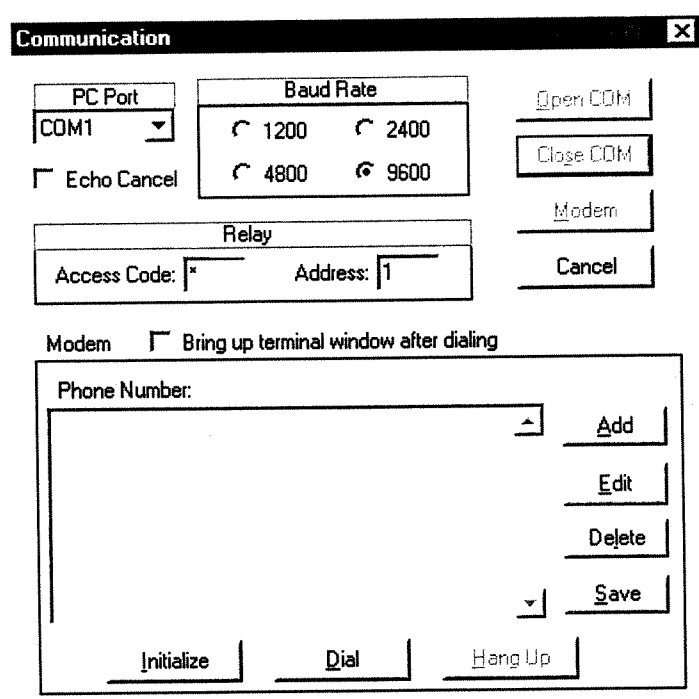 Communication
PC Port
COM1
Echo Cancel
Baud Rate
1200 2400
4800 9600
Open COM
Close COM
Modem
Cancel
Relay
Access Code: * Address: 1
Modem Bring up terminal window after dialing
Phone Number:
Add
Edit
Delete
Save
Initialize Dial Hang Up